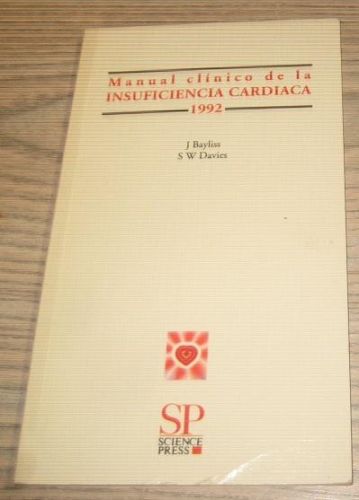 Manual clínico de la
INSUFICIENCIA CARDIACA
1992
J Bayliss
S W Davies
SP
SCIENCE
PRESS